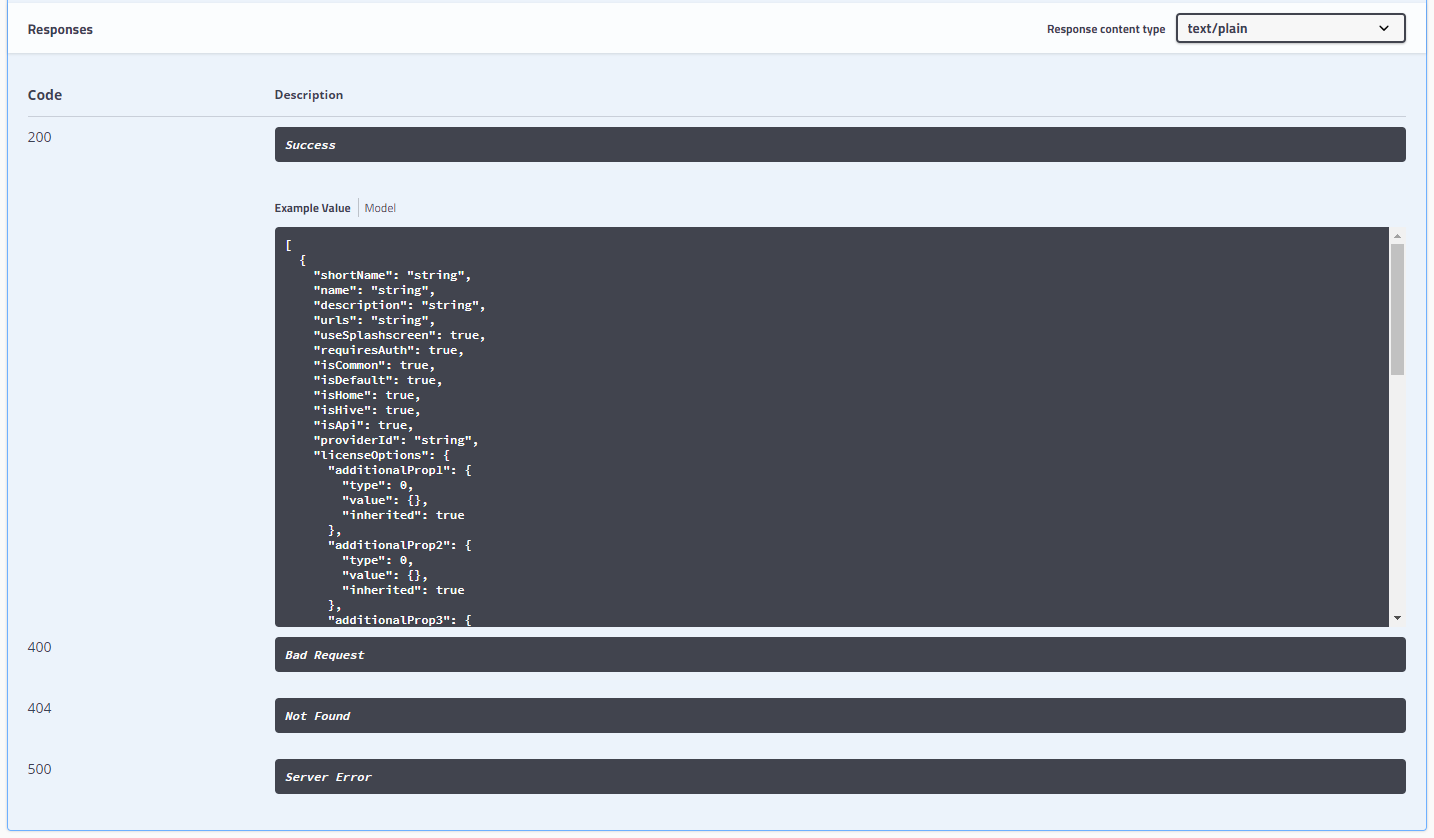 Responses
Response content type
text/plain
Code
Description
200
Success
Example Value
Model
[
  {
    "shortName": "string",
    "name": "string",
    "description": "string",
    "urls": "string",
    "useSplashscreen": true,
    "requiresAuth": true,
    "isCommon": true,
    "isDefault": true,
    "isHome": true,
    "isHive": true,
    "isApi": true,
    "providerId": "string",
    "licenseOptions": {
      "additionalProp1": {
        "type": 0,
        "value": {},
        "inherited": true
      },
      "additionalProp2": {
        "type": 0,
        "value": {},
        "inherited": true
      },
      "additionalProp3": {
400
Bad Request
404
Not Found
500
Server Error